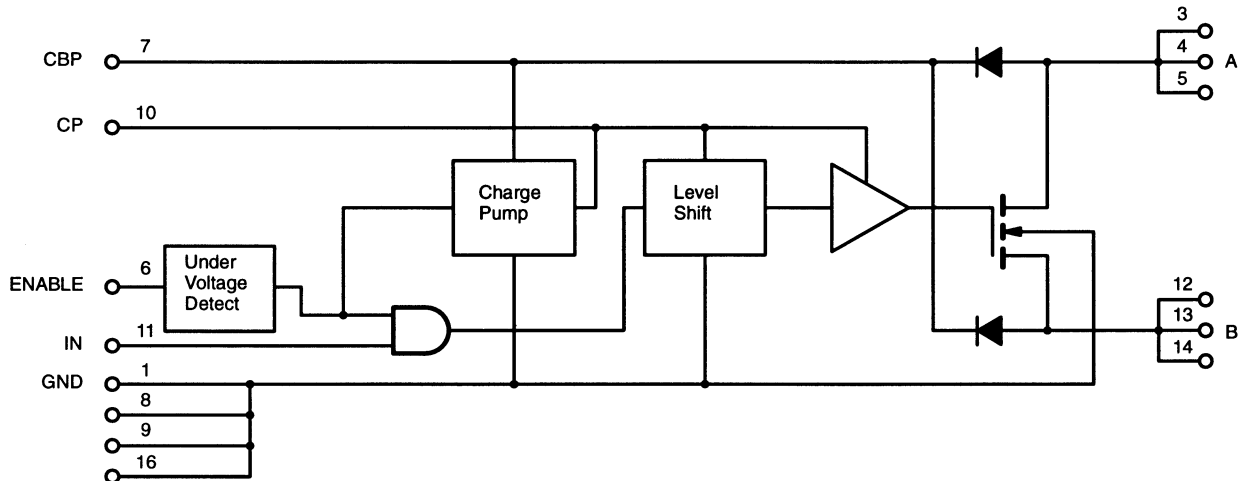 3
CBP 7 4 A
5
CP 10
Charge
Pump
Level
Shift
Under
Voltage
Detect
ENABLE 6
12
IN 11 13 B
14
GND 1
8
9
16